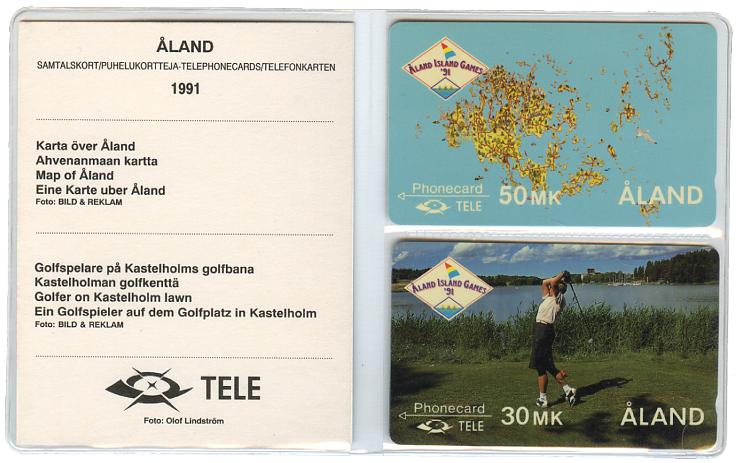 ÅLAND
SAMTALSKORT/PUHELUKORTTEJA-TELEPHONECARDS/TELEFONKARTEN
1991
Karta över Åland
Ahvenanmaan kartta
Map of Åland
Eine Karte uber Åland
Foto: BILD & REKLAM
Golfspelare på Kastelholms golfbana
Kastelholman golfkenttä
Golfer on Kastelholm lawn
Ein Golfspieler auf dem Golfplatz in Kastelholm
Foto: BILD & REKLAM
TELE
Foto: Olof Lindström
ÅLAND ISLAND GAMES
'91
Phonecard
TELE
50 MK
ÅLAND
ÅLAND ISLAND GAMES
'91
Phonecard
TELE
30 MK
ÅLAND